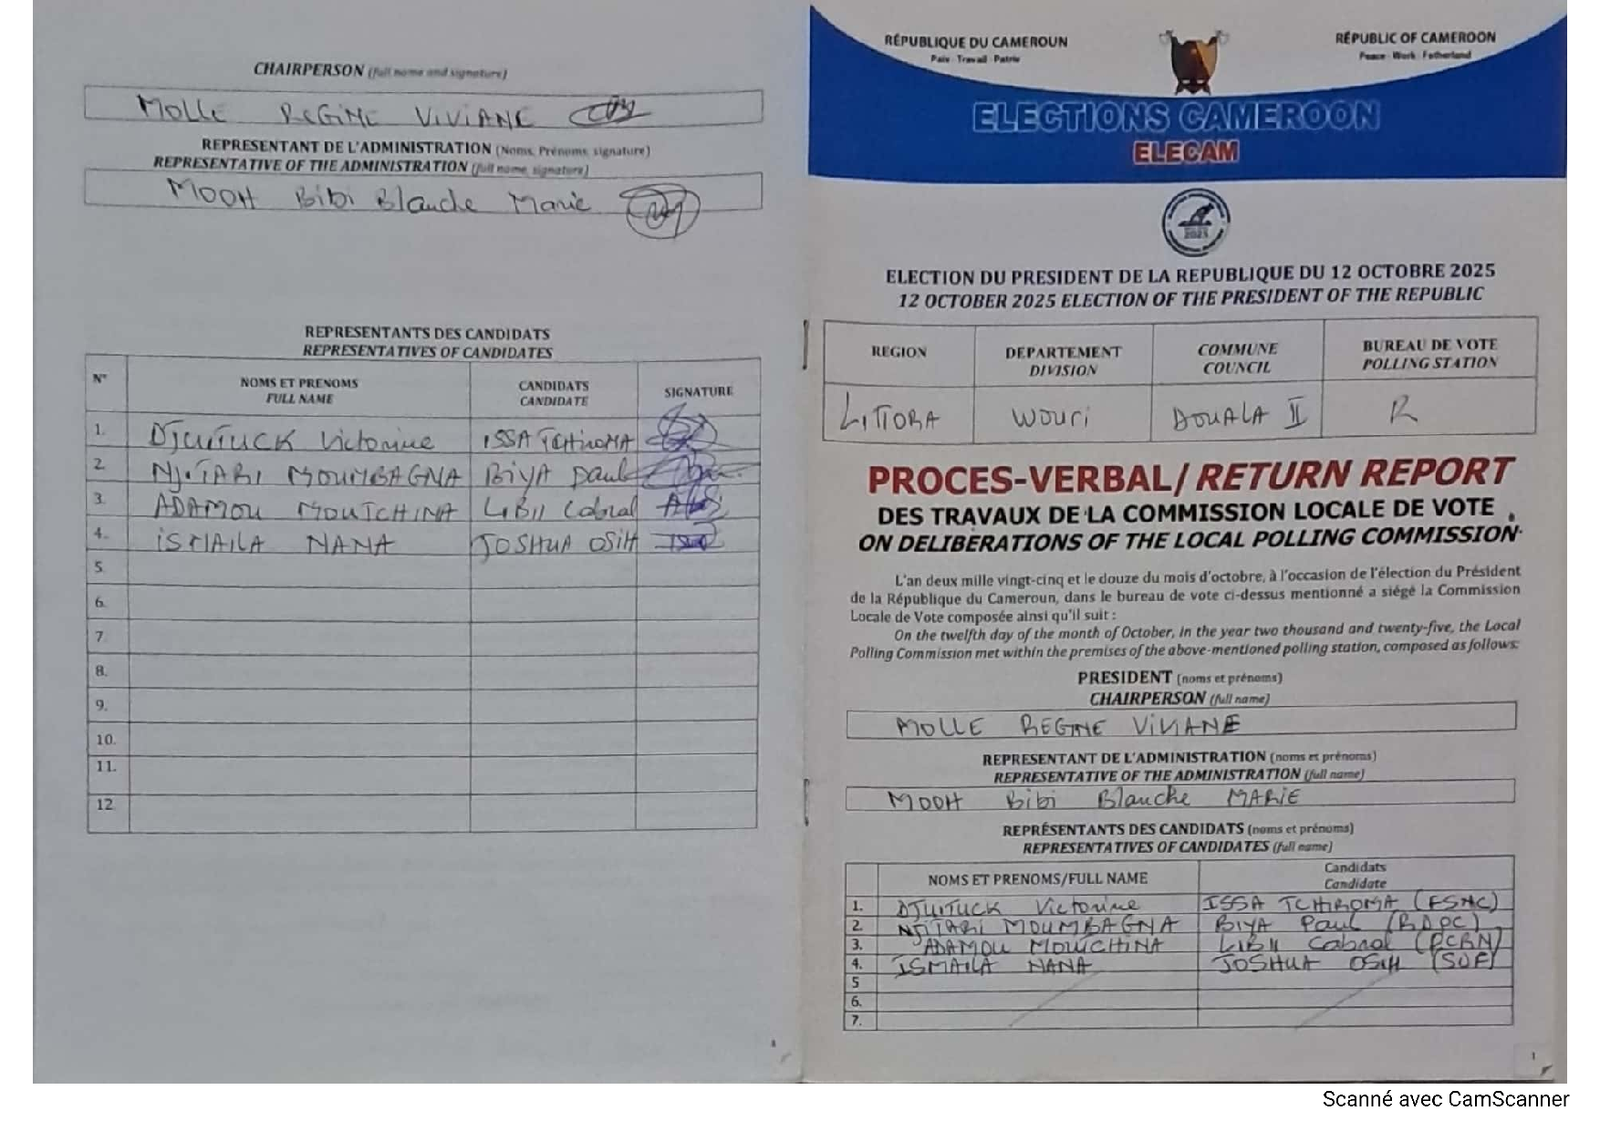 CHAIRPERSON (full name and signature)
MOLLE REGINE VIVIANE
REPRESENTANT DE L'ADMINISTRATION (Noms, Prénoms, signature)
REPRESENTATIVE OF THE ADMINISTRATION (full name, signature)
MOOH Bibi Blanche Marie
REPRESENTANTS DES CANDIDATS
REPRESENTATIVES OF CANDIDATES
N° NOMS ET PRENOMS CANDIDATS SIGNATURE
FULL NAME CANDIDATE
1. DJUITUCK Victorine ISSA TCHIROMA
2. NJITARI MOUMBAGNA BIYA Paul
3. ADAMOU MOUTCHINA LIBII Cabral
4. ISMAILA NANA JOSHUA OSIH
5.
6.
7.
8.
9.
10.
11.
12
RÉPUBLIQUE DU CAMEROUN
Paix - Travail - Patrie
RÉPUBLIC OF CAMEROON
Peace - Work - Fatherland
ELECTIONS CAMEROON
ELECAM
2025
ELECTION DU PRESIDENT DE LA REPUBLIQUE DU 12 OCTOBRE 2025
12 OCTOBER 2025 ELECTION OF THE PRESIDENT OF THE REPUBLIC
REGION DEPARTEMENT COMMUNE BUREAU DE VOTE
DIVISION COUNCIL POLLING STATION
LITTORA WOURI DOUALA II R
PROCES-VERBAL/ RETURN REPORT
DES TRAVAUX DE LA COMMISSION LOCALE DE VOTE
ON DELIBERATIONS OF THE LOCAL POLLING COMMISSION
L'an deux mille vingt-cinq et le douze du mois d'octobre, à l'occasion de l'élection du Président
de la République du Cameroun, dans le bureau de vote ci-dessus mentionné a siégé la Commission
Locale de Vote composée ainsi qu'il suit :
On the twelfth day of the month of October, in the year two thousand and twenty-five, the Local
Polling Commission met within the premises of the above-mentioned polling station, composed as follows:
PRESIDENT (noms et prénoms)
CHAIRPERSON (full name)
MOLLE REGINE VIVIANE
REPRESENTANT DE L'ADMINISTRATION (noms et prénoms)
REPRESENTATIVE OF THE ADMINISTRATION (full name)
MOOH Bibi Blanche MARIE
REPRÉSENTANTS DES CANDIDATS (noms et prénoms)
REPRESENTATIVES OF CANDIDATES (full name)
NOMS ET PRENOMS/FULL NAME Candidats
Candidate
1. DJUITUCK Victorine ISSA TCHIROMA (FSNC)
2. NJITARI MOUMBAGNA BIYA Paul (RDPC)
3. ADAMOU MOUCHINA LIBII Cabral (PCRN)
4. ISMAILA NANA JOSHUA OSIH (SDF)
5
6.
7.
1
Scanné avec CamScanner